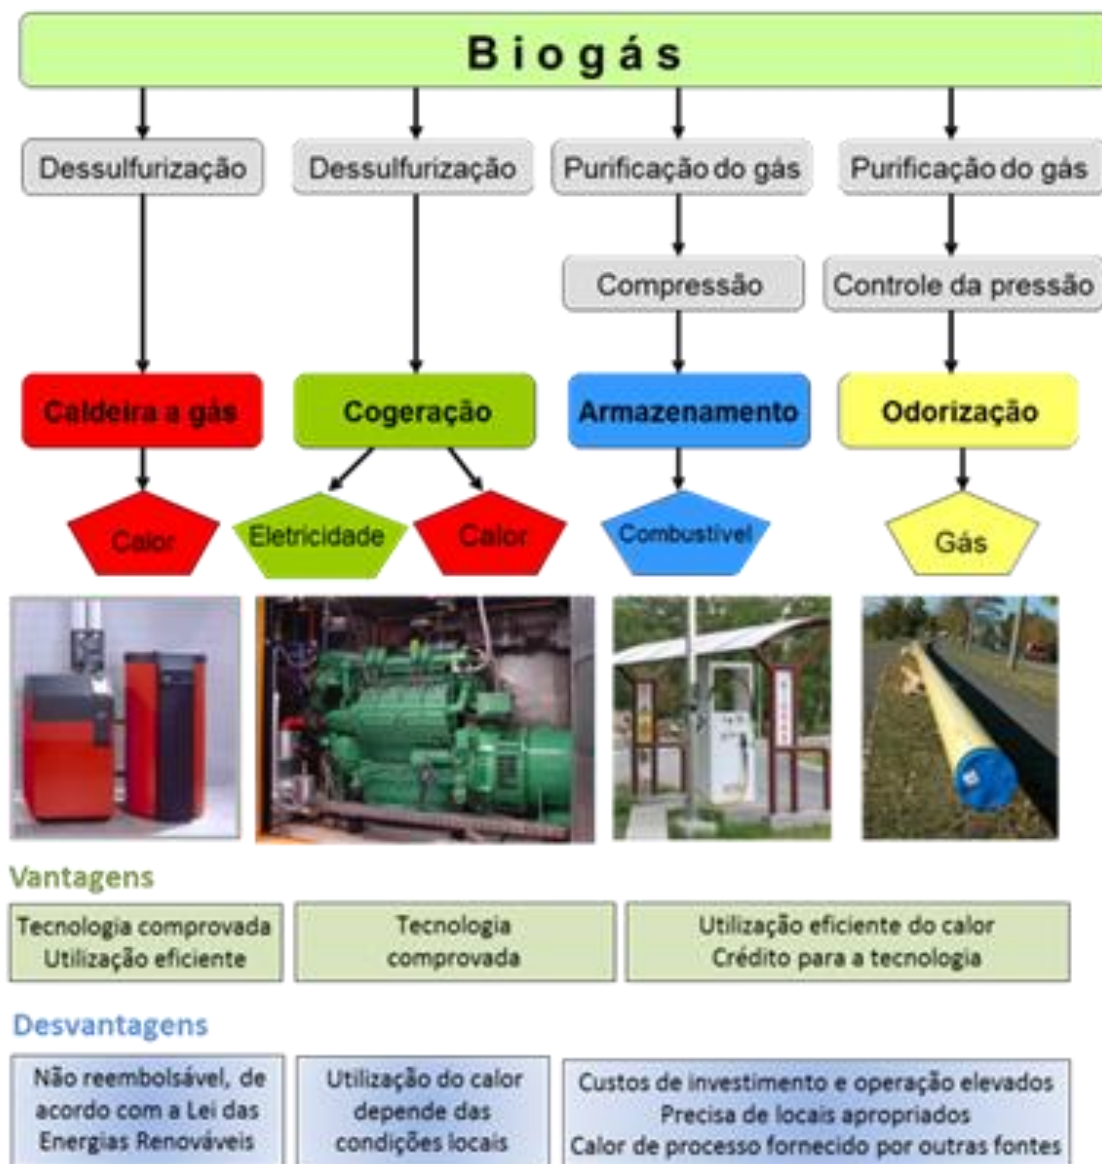 Biogás
Dessulfurização
Dessulfurização
Purificação do gás
Purificação do gás
Compressão
Controle da pressão
Caldeira a gás
Cogeração
Armazenamento
Odorização
Calor
Eletricidade
Calor
Combustível
Gás
Vantagens
Tecnologia comprovada
Utilização eficiente
Tecnologia
comprovada
Utilização eficiente do calor
Crédito para a tecnologia
Desvantagens
Não reembolsável, de
acordo com a Lei das
Energias Renováveis
Utilização do calor
depende das
condições locais
Custos de investimento e operação elevados
Precisa de locais apropriados
Calor de processo fornecido por outras fontes